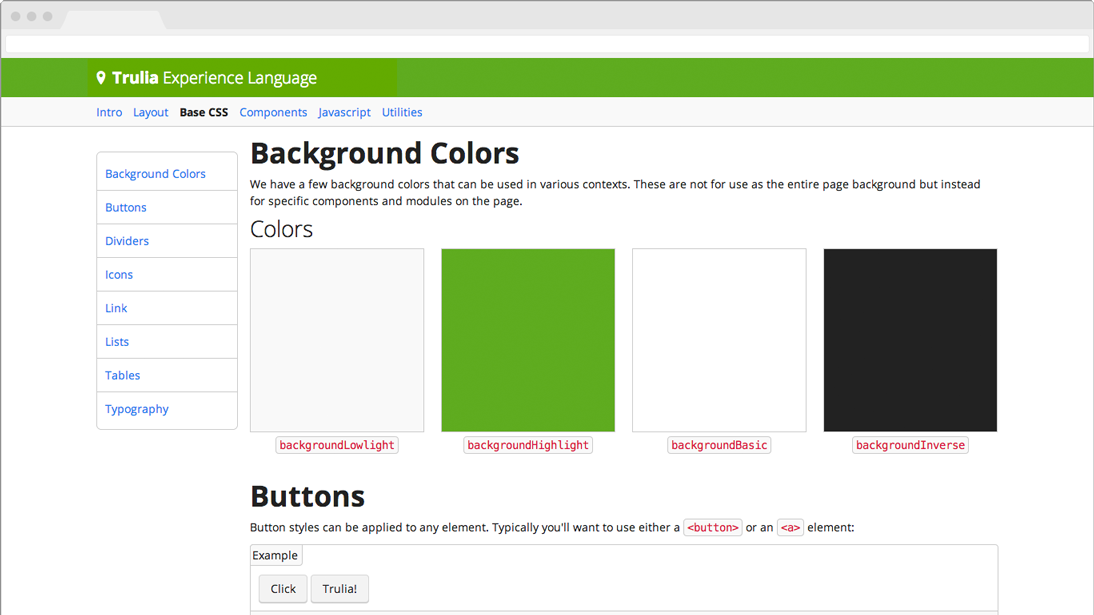 Trulia Experience Language
Intro Layout Base CSS Components Javascript Utilities
Background Colors
Buttons
Dividers
Icons
Link
Lists
Tables
Typography
Background Colors
We have a few background colors that can be used in various contexts. These are not for use as the entire page background but instead
for specific components and modules on the page.
Colors
backgroundLowlight
backgroundHighlight
backgroundBasic
backgroundInverse
Buttons
Button styles can be applied to any element. Typically you'll want to use either a <button> or an <a> element:
Example
Click Trulia!